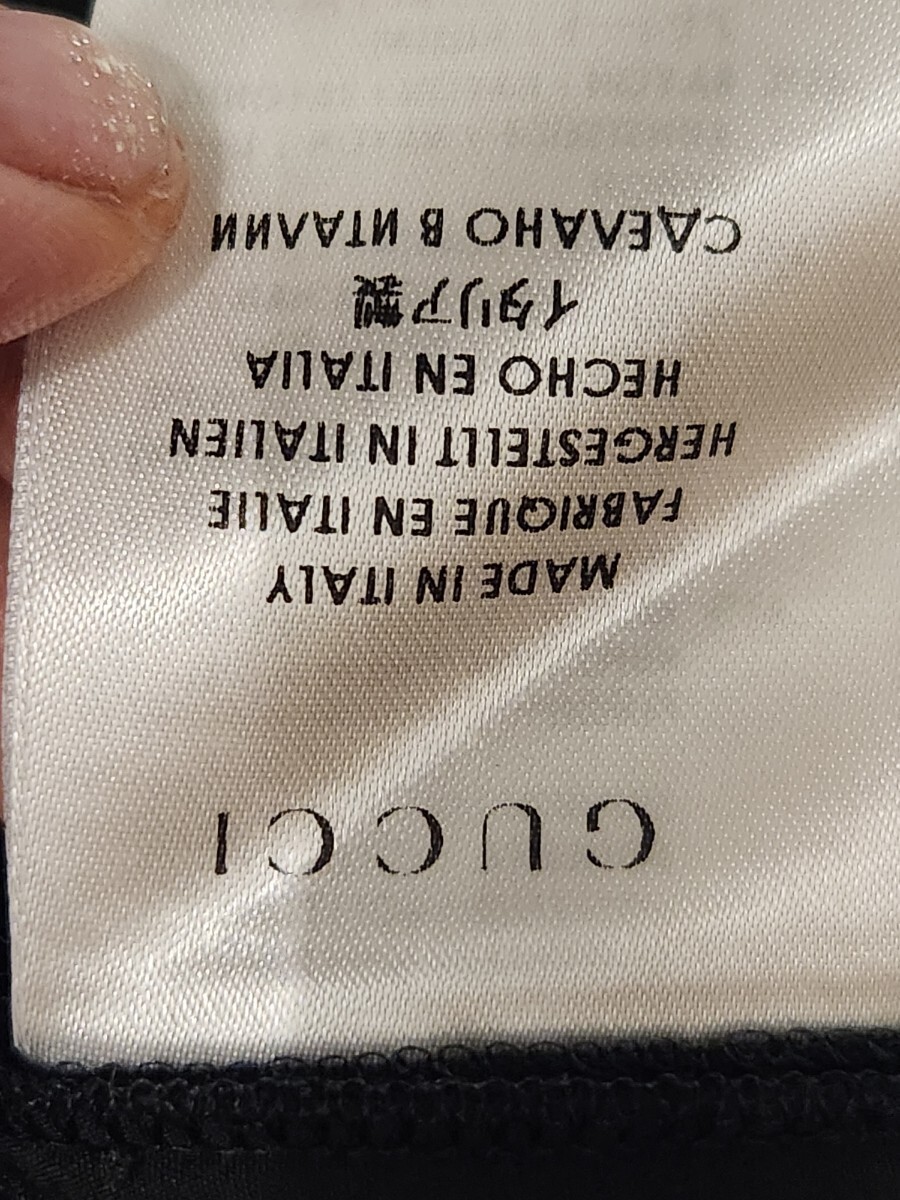 GUCCI
MADE IN ITALY
FABRIQUE EN ITALIE
HERGESTELLT IN ITALIEN
HECHO EN ITALIA
イタリア製
СДЕЛАНО В ИТАЛИИ